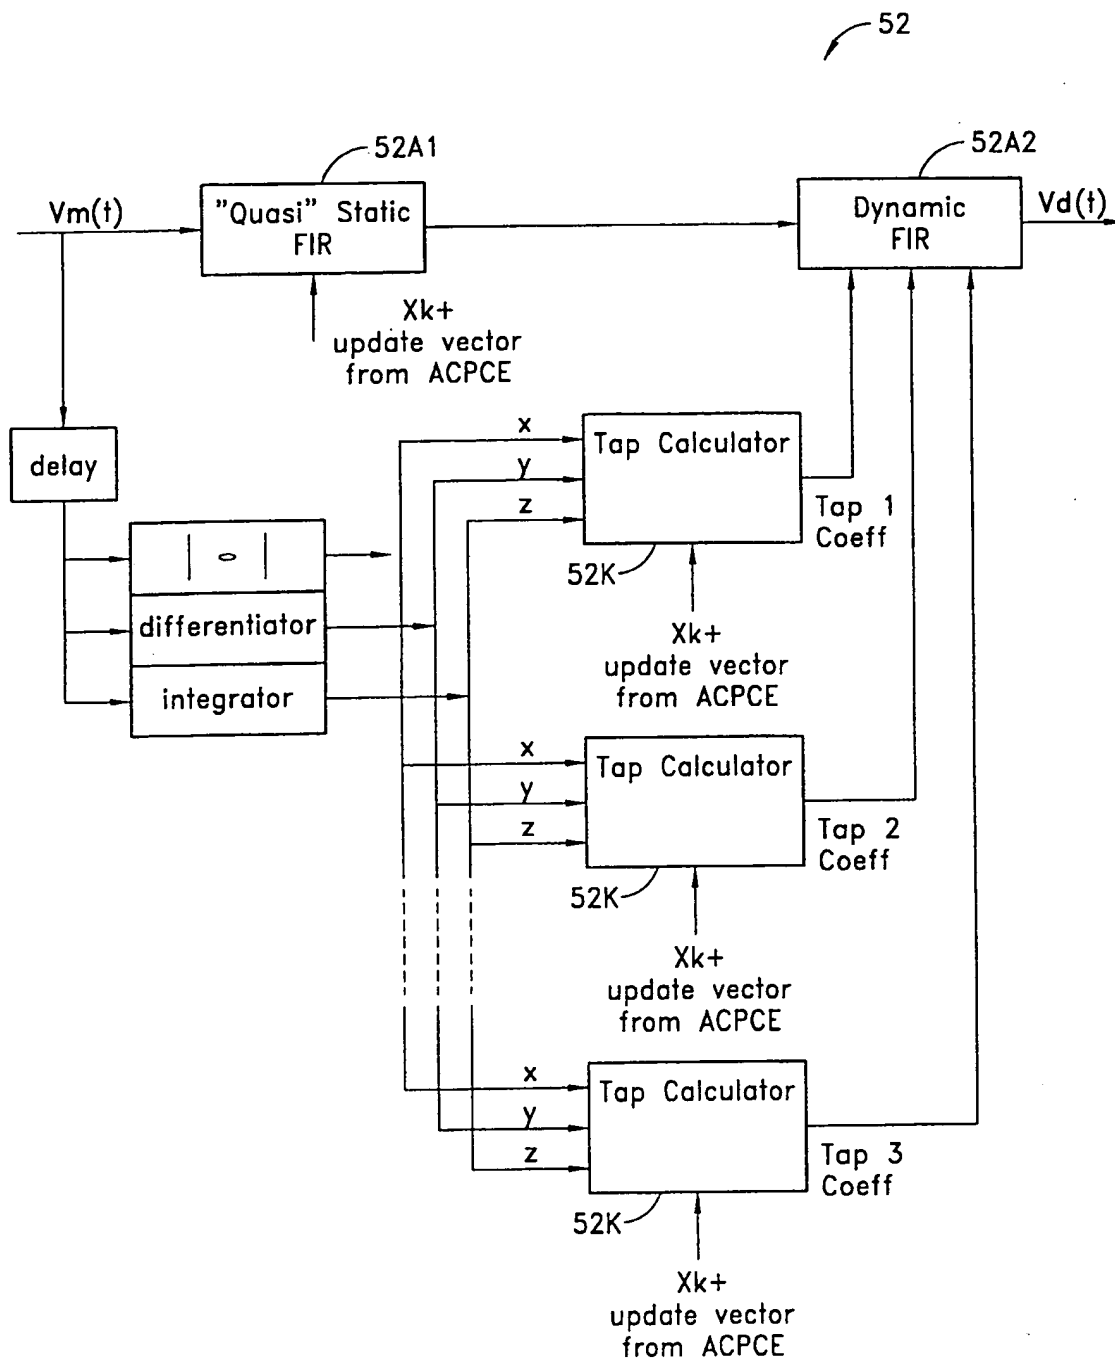 52
52A1
52A2
Vm(t)
"Quasi" Static
FIR
Dynamic
FIR
Vd(t)
Xk+
update vector
from ACPCE
delay
| o |
differentiator
integrator
x
y
z
Tap Calculator
Tap 1
Coeff
52K
Xk+
update vector
from ACPCE
x
y
z
Tap Calculator
Tap 2
Coeff
52K
Xk+
update vector
from ACPCE
x
y
z
Tap Calculator
Tap 3
Coeff
52K
Xk+
update vector
from ACPCE